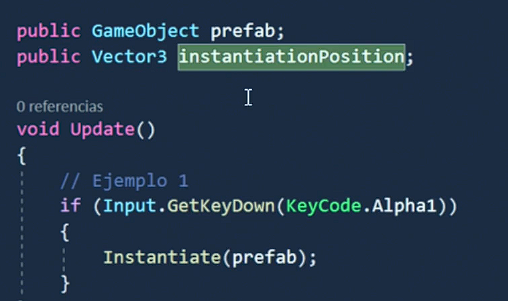 public GameObject prefab;
public Vector3 instantiationPosition;
0 referencias
void Update()
{
// Ejemplo 1
if (Input.GetKeyDown(KeyCode.Alpha1))
{
Instantiate(prefab);
}